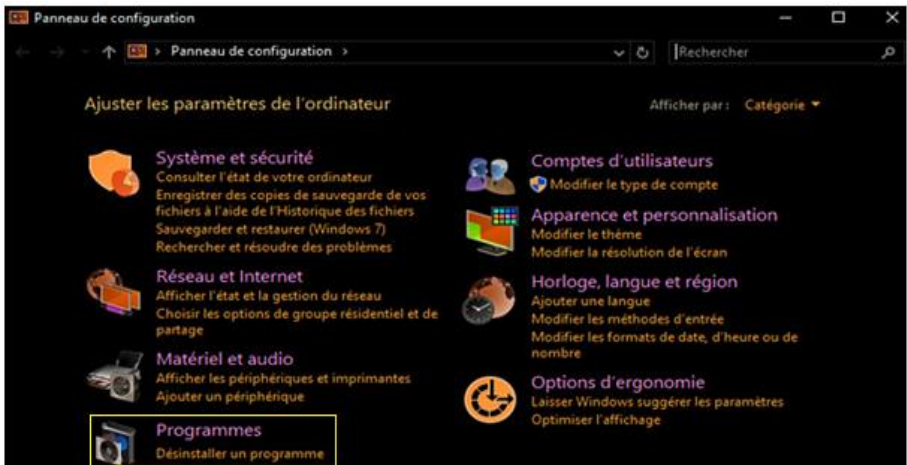 Panneau de configuration
Panneau de configuration
Rechercher
Ajuster les paramètres de l'ordinateur
Afficher par : Catégorie
Système et sécurité
Consulter l'état de votre ordinateur
Enregistrer des copies de sauvegarde de vos
fichiers à l'aide de l'Historique des fichiers
Sauvegarder et restaurer (Windows 7)
Rechercher et résoudre des problèmes
Réseau et Internet
Afficher l'état et la gestion du réseau
Choisir les options de groupe résidentiel et de
partage
Matériel et audio
Afficher les périphériques et imprimantes
Ajouter un périphérique
Programmes
Désinstaller un programme
Comptes d'utilisateurs
Modifier le type de compte
Apparence et personnalisation
Modifier le thème
Modifier la résolution de l'écran
Horloge, langue et région
Ajouter une langue
Modifier les méthodes d'entrée
Modifier les formats de date, d'heure ou de
nombre
Options d'ergonomie
Laisser Windows suggérer les paramètres
Optimiser l'affichage